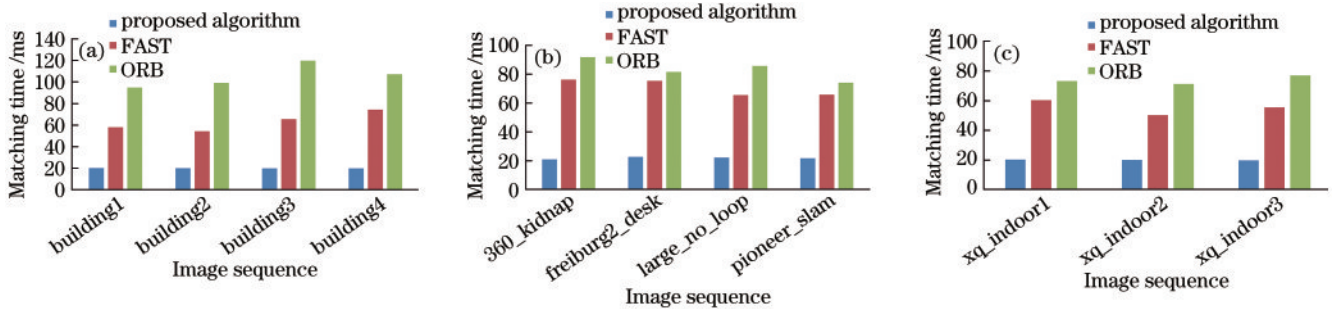 (a)
proposed algorithm
FAST
ORB
Matching time /ms
140
120
100
80
60
40
20
0
building1
building2
building3
building4
Image sequence
(b)
proposed algorithm
FAST
ORB
Matching time /ms
100
80
60
40
20
0
360_kidnap
freiburg2_desk
large_no_loop
pioneer_slam
Image sequence
(c)
proposed algorithm
FAST
ORB
Matching time /ms
100
80
60
40
20
0
xq_indoor1
xq_indoor2
xq_indoor3
Image sequence